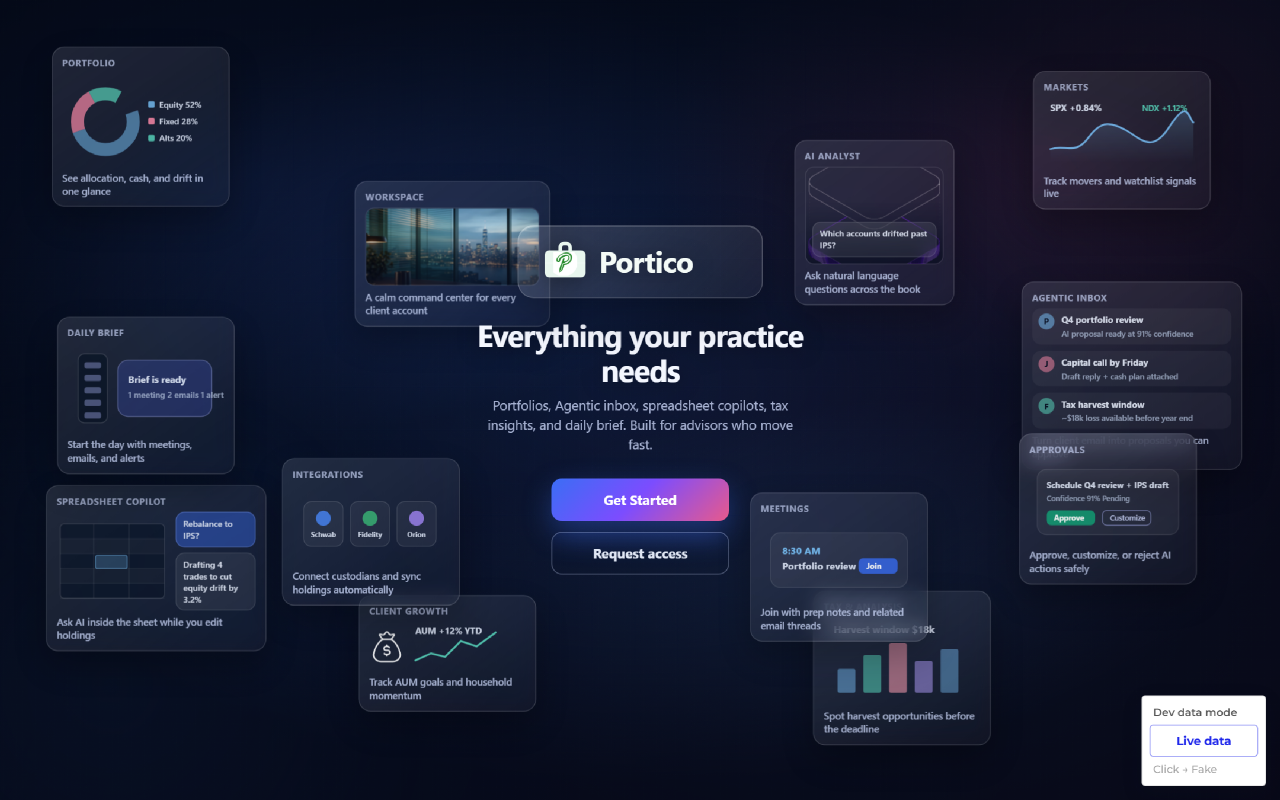 PORTFOLIO
Equity 52%
Fixed 28%
Alts 20%
See allocation, cash, and drift in
one glance
MARKETS
SPX +0.84%
NDX +1.12%
Track movers and watchlist signals
live
WORKSPACE
A calm command center for every
client account
AI ANALYST
Which accounts drifted past
IPS?
Ask natural language
questions across the book
Portico
Everything your practice
needs
Portfolios, Agentic inbox, spreadsheet copilots, tax
insights, and daily brief. Built for advisors who move
fast.
Get Started
Request access
DAILY BRIEF
Brief is ready
1 meeting 2 emails 1 alert
Start the day with meetings,
emails, and alerts
AGENTIC INBOX
P
Q4 portfolio review
AI proposal ready at 91% confidence
J
Capital call by Friday
Draft reply + cash plan attached
F
Tax harvest window
~$18k loss available before year end
Turn client email into proposals you can
APPROVALS
Schedule Q4 review + IPS draft
Confidence 91% Pending
Approve
Customize
Approve, customize, or reject AI
actions safely
SPREADSHEET COPILOT
Rebalance to
IPS?
Drafting 4
trades to cut
equity drift by
3.2%
Ask AI inside the sheet while you edit
holdings
INTEGRATIONS
Schwab
Fidelity
Orion
Connect custodians and sync
holdings automatically
CLIENT GROWTH
$
AUM +12% YTD
Track AUM goals and household
momentum
MEETINGS
8:30 AM
Portfolio review
Join
Join with prep notes and related
email threads
Harvest window $18k
Spot harvest opportunities before
the deadline
Dev data mode
Live data
Click → Fake